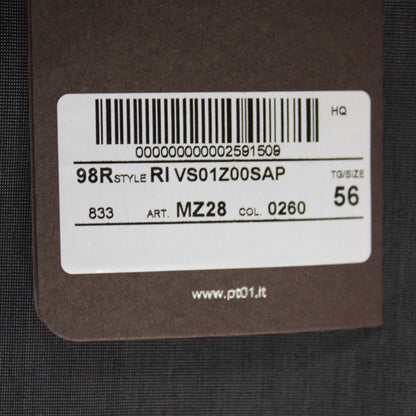 HQ
000000000002591509
98R STYLE RI VS01Z00SAP TG/SIZE
833 ART. MZ28 COL. 0260 56
www.pt01.it